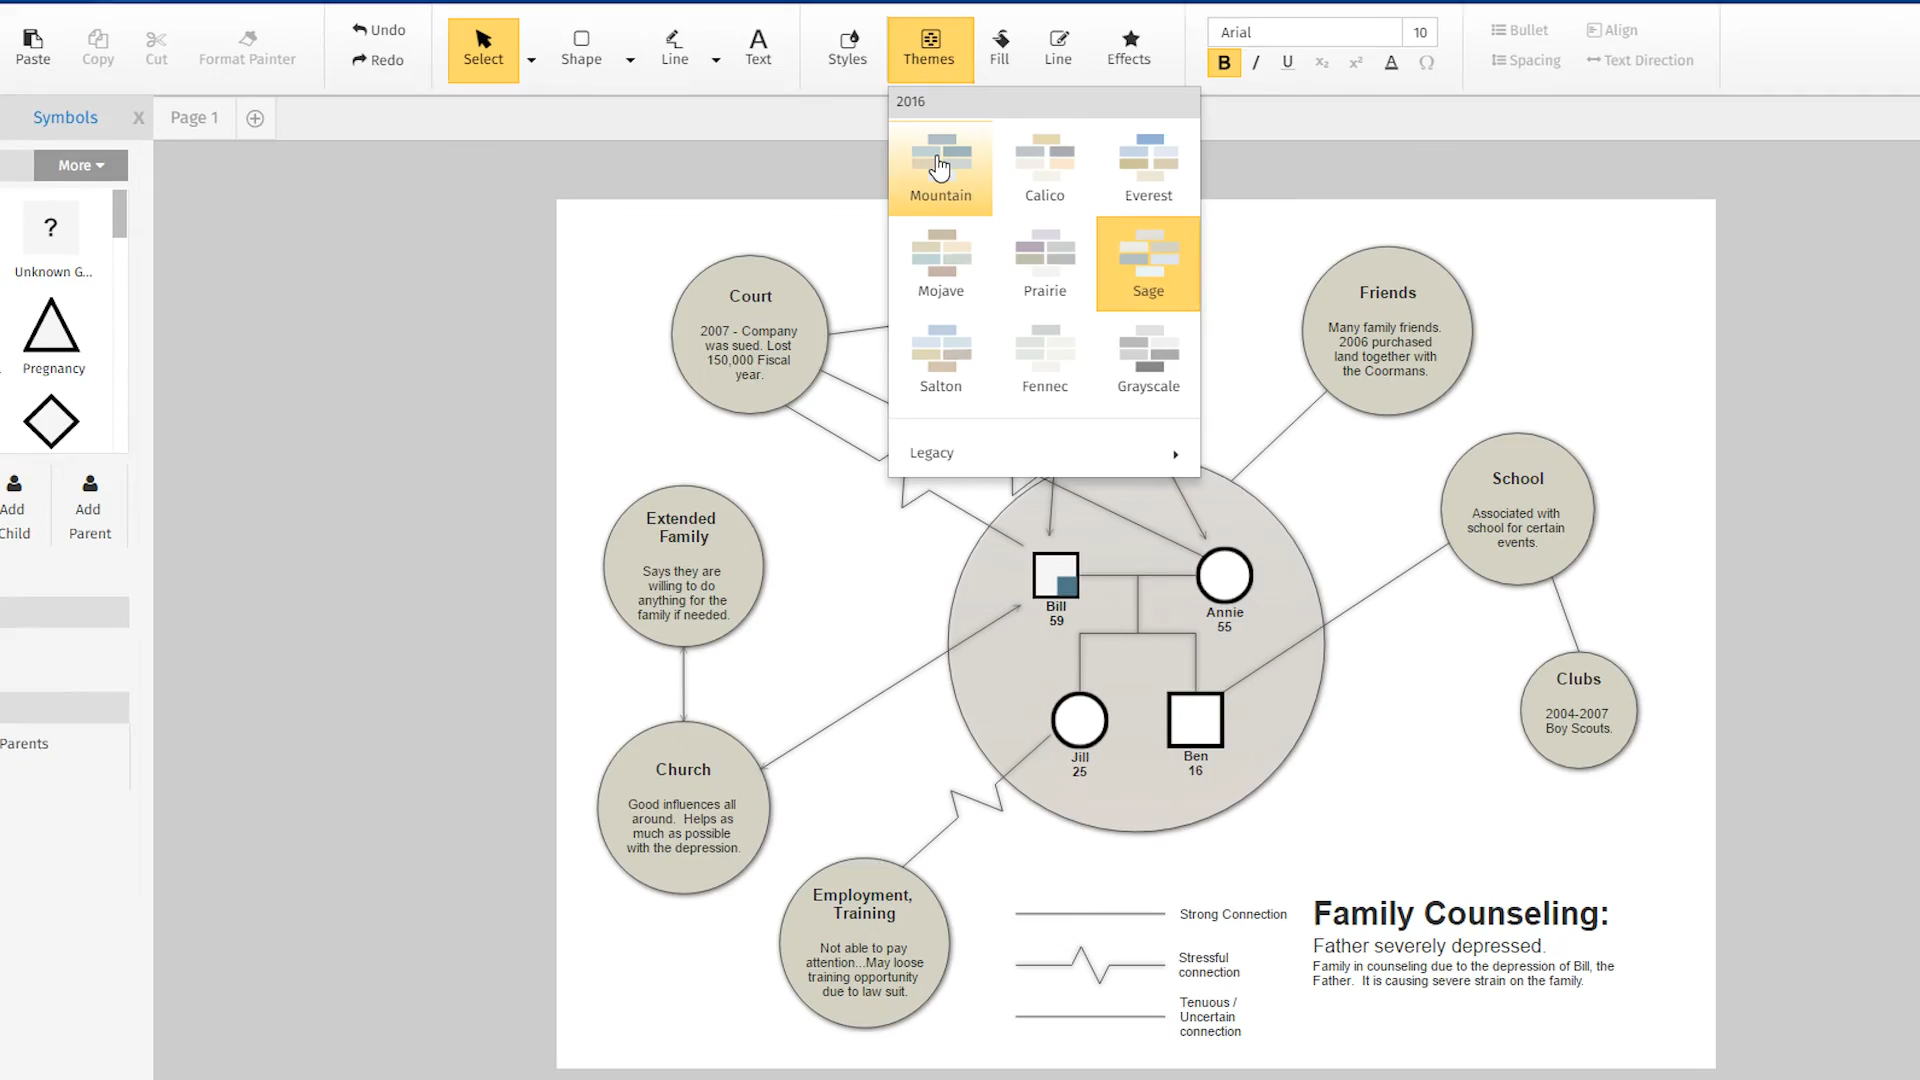 Paste
Copy
Cut
Format Painter
Undo
Redo
Select
Shape
Line
Text
Styles
Themes
Fill
Line
Effects
Arial
10
B
I
U
x₂
x²
A
Ω
Bullet
Align
Spacing
Text Direction
Symbols
X
Page 1
More
?
Unknown G...
Pregnancy
Add
Child
Add
Parent
Parents
2016
Mountain
Calico
Everest
Mojave
Prairie
Sage
Salton
Fennec
Grayscale
Legacy
Court
2007 - Company
was sued. Lost
150,000 Fiscal
year.
Friends
Many family friends.
2006 purchased
land together with
the Coormans.
School
Associated with
school for certain
events.
Extended
Family
Says they are
willing to do
anything for the
family if needed.
Bill
59
Annie
55
Jill
25
Ben
16
Clubs
2004-2007
Boy Scouts.
Church
Good influences all
around. Helps as
much as possible
with the depression.
Employment,
Training
Not able to pay
attention...May loose
training opportunity
due to law suit.
Strong Connection
Stressful
connection
Tenuous /
Uncertain
connection
Family Counseling:
Father severely depressed.
Family in counseling due to the depression of Bill, the
Father. It is causing severe strain on the family.